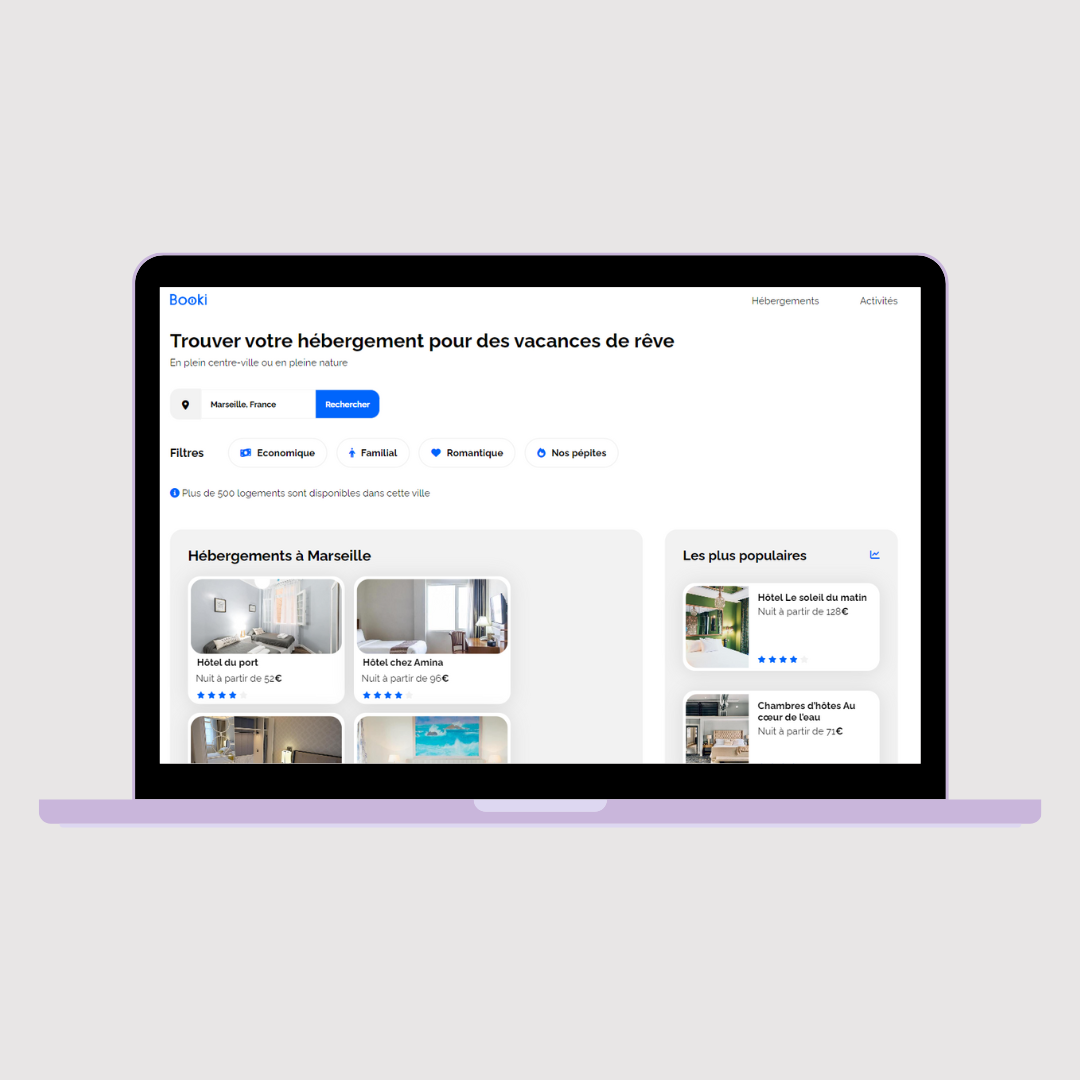 Booki
Hébergements
Activités
Trouver votre hébergement pour des vacances de rêve
En plein centre-ville ou en pleine nature
Marseille, France
Rechercher
Filtres
Economique
Familial
Romantique
Nos pépites
Plus de 500 logements sont disponibles dans cette ville
Hébergements à Marseille
Hôtel du port
Nuit à partir de 52€
Hôtel chez Amina
Nuit à partir de 96€
Les plus populaires
Hôtel Le soleil du matin
Nuit à partir de 128€
Chambres d'hôtes Au
cœur de l'eau
Nuit à partir de 71€